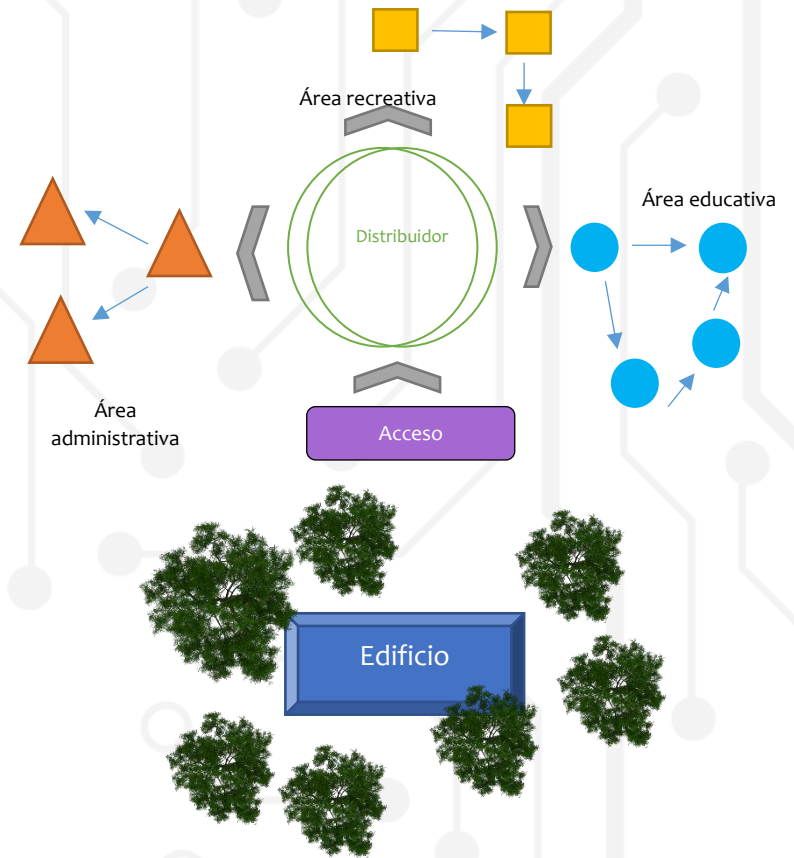 Área recreativa
Área educativa
Distribuidor
Área
administrativa
Acceso
Edificio